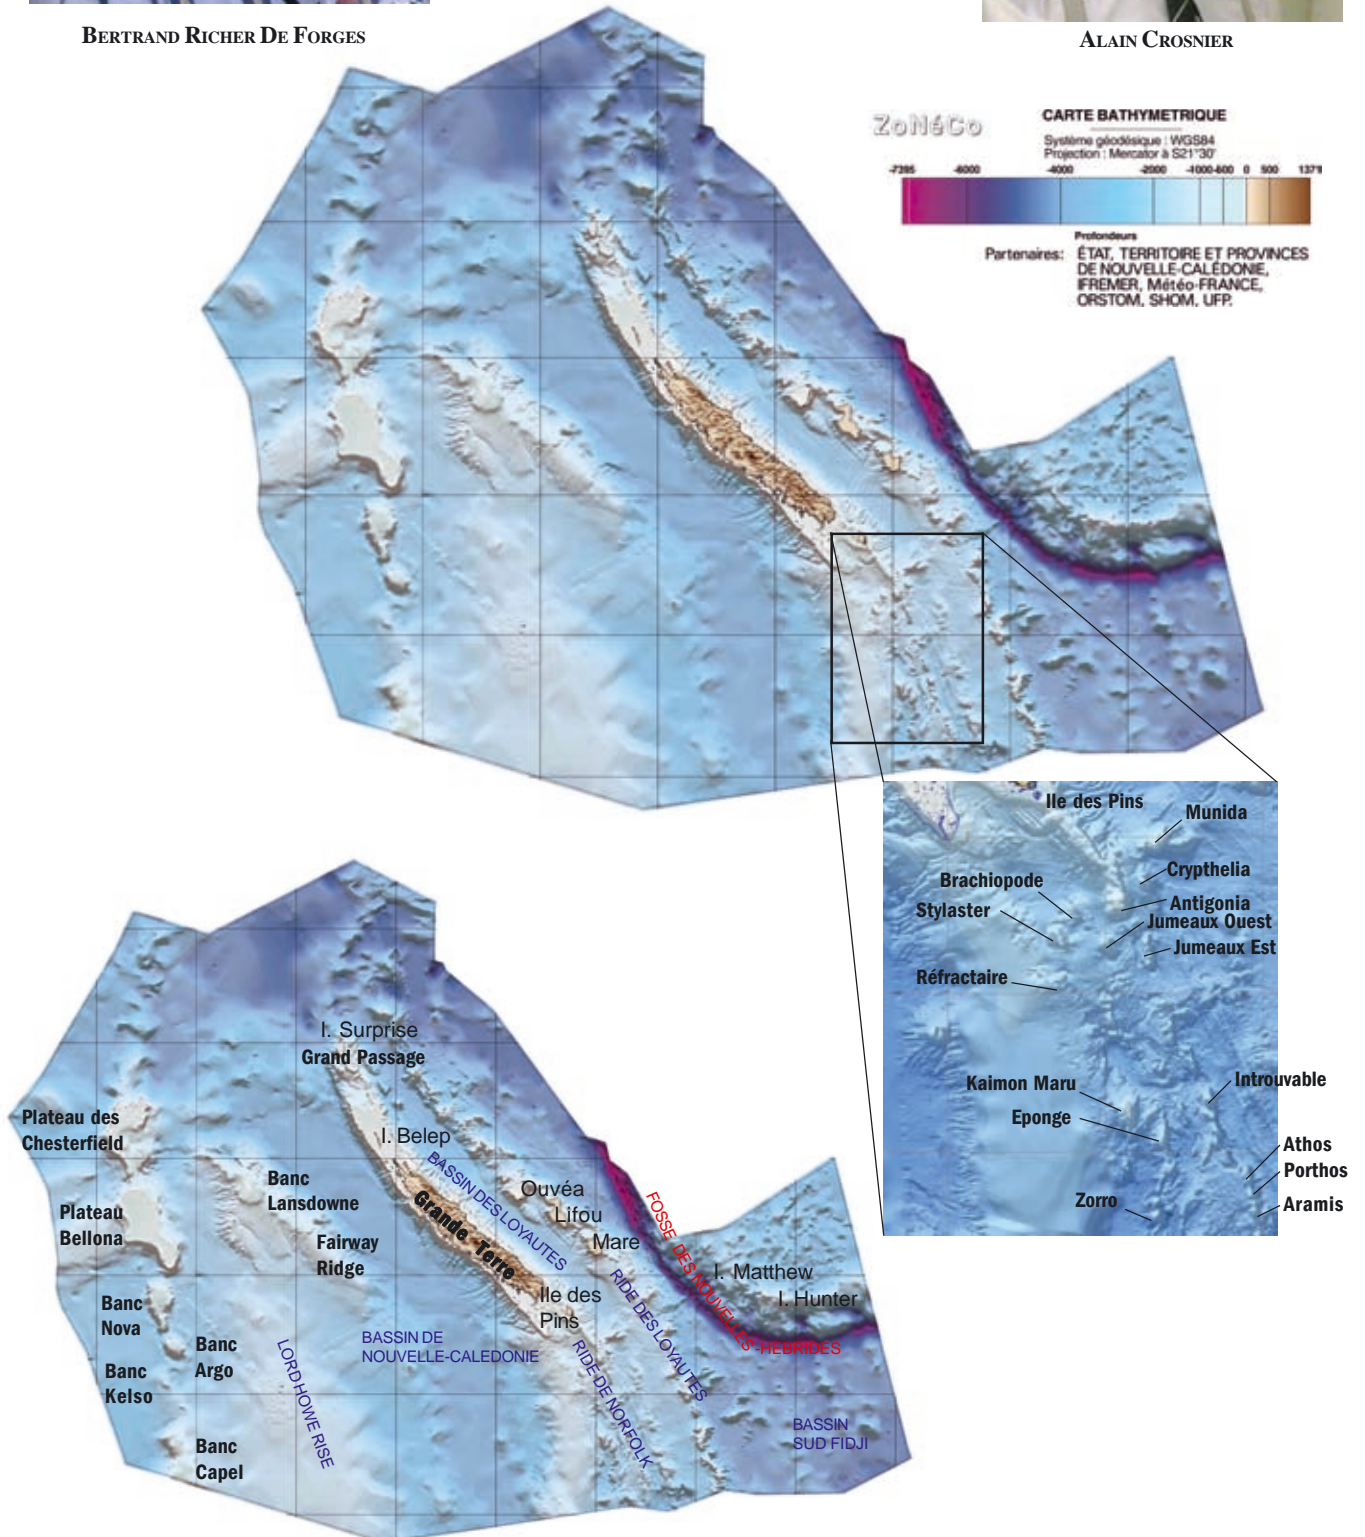 BERTRAND RICHER DE FORGES
ALAIN CROSNIER
ZoNéCo
CARTE BATHYMETRIQUE
Système géodésique : WGS84
Projection : Mercator à S21°30'
-7395 -6000 -4000 -2000 -1000 -500 0 500 1371
Profondeurs
Partenaires: ÉTAT, TERRITOIRE ET PROVINCES
DE NOUVELLE-CALÉDONIE,
IFREMER, Météo-FRANCE,
ORSTOM, SHOM, UFP.
Ile des Pins
Munida
Crypthelia
Brachiopode
Antigonia
Stylaster
Jumeaux Ouest
Jumeaux Est
Réfractaire
Kaimon Maru
Introuvable
Eponge
Athos
Porthos
Zorro
Aramis
I. Surprise
Grand Passage
Plateau des
Chesterfield
I. Belep
BASSIN DES LOYAUTES
Banc
Lansdowne
Ouvéa
Lifou
Mare
Grande Terre
FOSSE DES NOUVELLES-HEBRIDES
Plateau
Bellona
Fairway
Ridge
I. Matthew
I. Hunter
Ile des
Pins
RIDE DES LOYAUTES
Banc
Nova
Banc
Argo
Banc
Kelso
LORD HOWE RISE
BASSIN DE
NOUVELLE-CALEDONIE
RIDE DE NORFOLK
Banc
Capel
BASSIN
SUD FIDJI